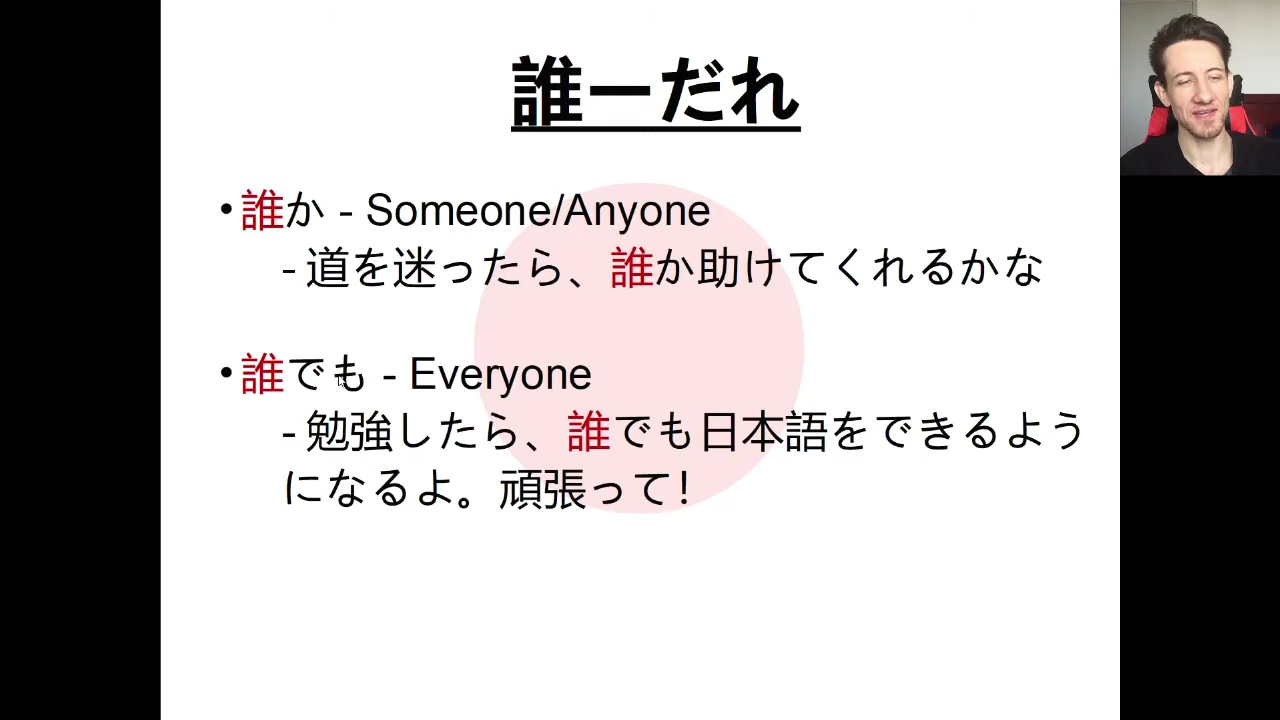 誰ーだれ
•誰か - Someone/Anyone
- 道を迷ったら、誰か助けてくれるかな
•誰でも - Everyone
- 勉強したら、誰でも日本語をできるよう
になるよ。頑張って!